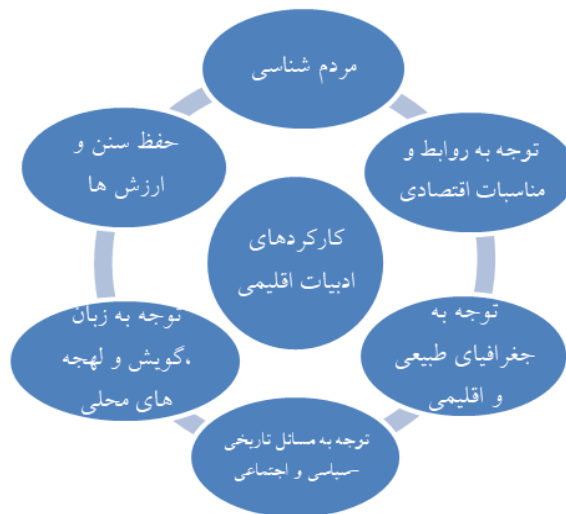 مردم شناسی
توجه به روابط و
مناسبات اقتصادی
توجه به
جغرافیای طبیعی
و اقلیمی
توجه به مسائل تاریخی
-سیاسی و اجتماعی
توجه به زبان
،گویش و لهجه
های محلی
حفظ سنن و
ارزش ها
کارکردهای
ادبیات اقلیمی